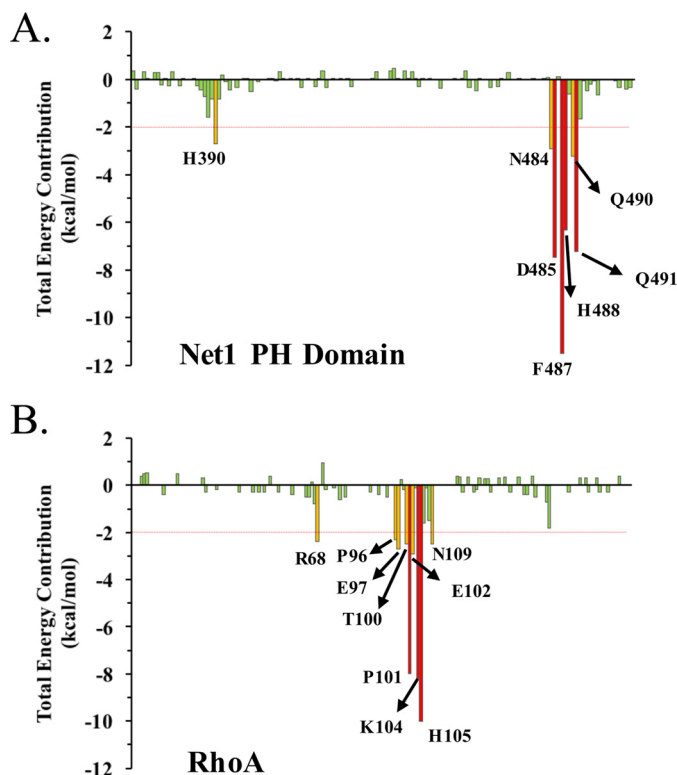 A.
Total Energy Contribution
(kcal/mol)
2
0
-2
-4
-6
-8
-10
-12
H390
N484
Q490
D485
Q491
H488
F487
Net1 PH Domain
B.
Total Energy Contribution
(kcal/mol)
2
0
-2
-4
-6
-8
-10
-12
R68
P96
N109
E97
E102
T100
P101
K104
H105
RhoA